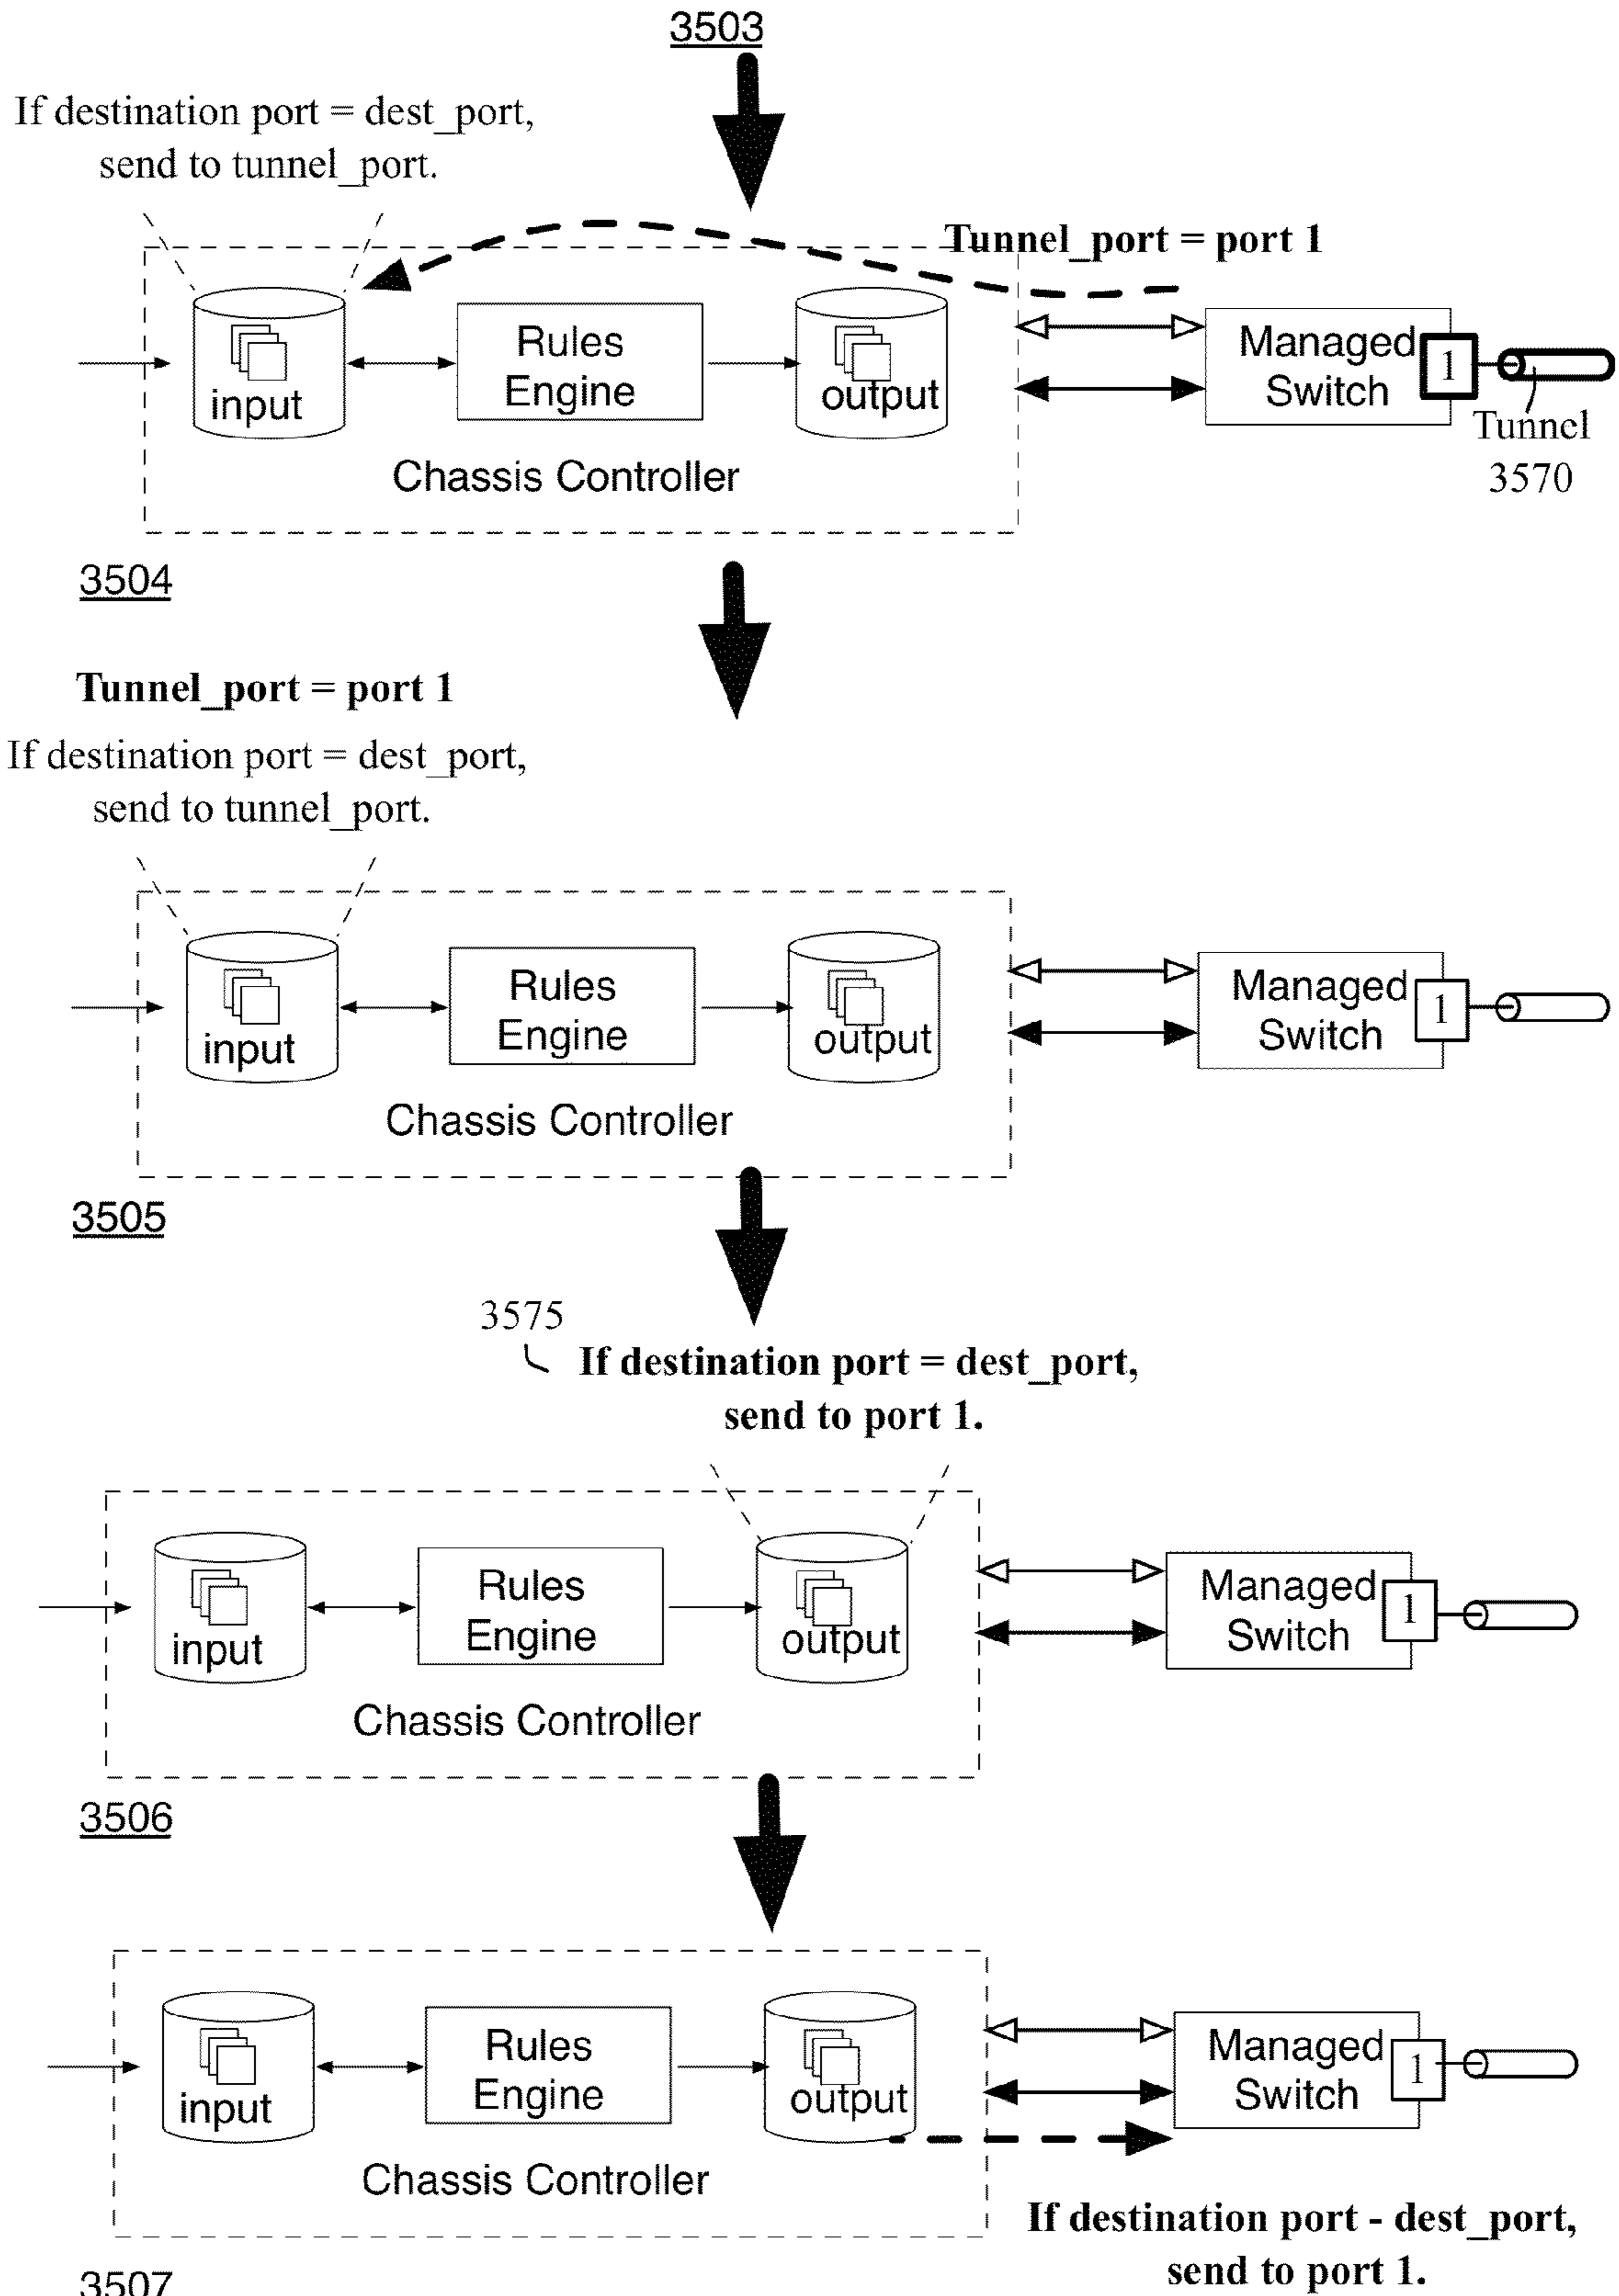 3503
If destination port = dest_port,
send to tunnel_port.
Tunnel_port = port 1
input
Rules
Engine
output
Managed
Switch
1
Tunnel
3570
Chassis Controller
3504
Tunnel_port = port 1
If destination port = dest_port,
send to tunnel_port.
input
Rules
Engine
output
Managed
Switch
1
Chassis Controller
3505
3575
If destination port = dest_port,
send to port 1.
input
Rules
Engine
output
Managed
Switch
1
Chassis Controller
3506
input
Rules
Engine
output
Managed
Switch
1
Chassis Controller
If destination port - dest_port,
send to port 1.
3507